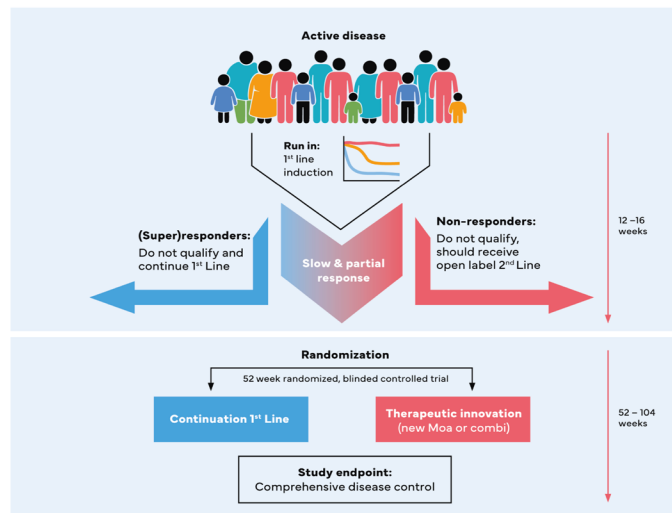 Active disease
Run in:
1st line
induction
(Super)responders:
Do not qualify and
continue 1st Line
Slow & partial
response
Non-responders:
Do not qualify,
should receive
open label 2nd Line
12 –16
weeks
Randomization
52 week randomized, blinded controlled trial
Continuation 1st Line
Therapeutic innovation
(new Moa or combi)
52 – 104
weeks
Study endpoint:
Comprehensive disease control